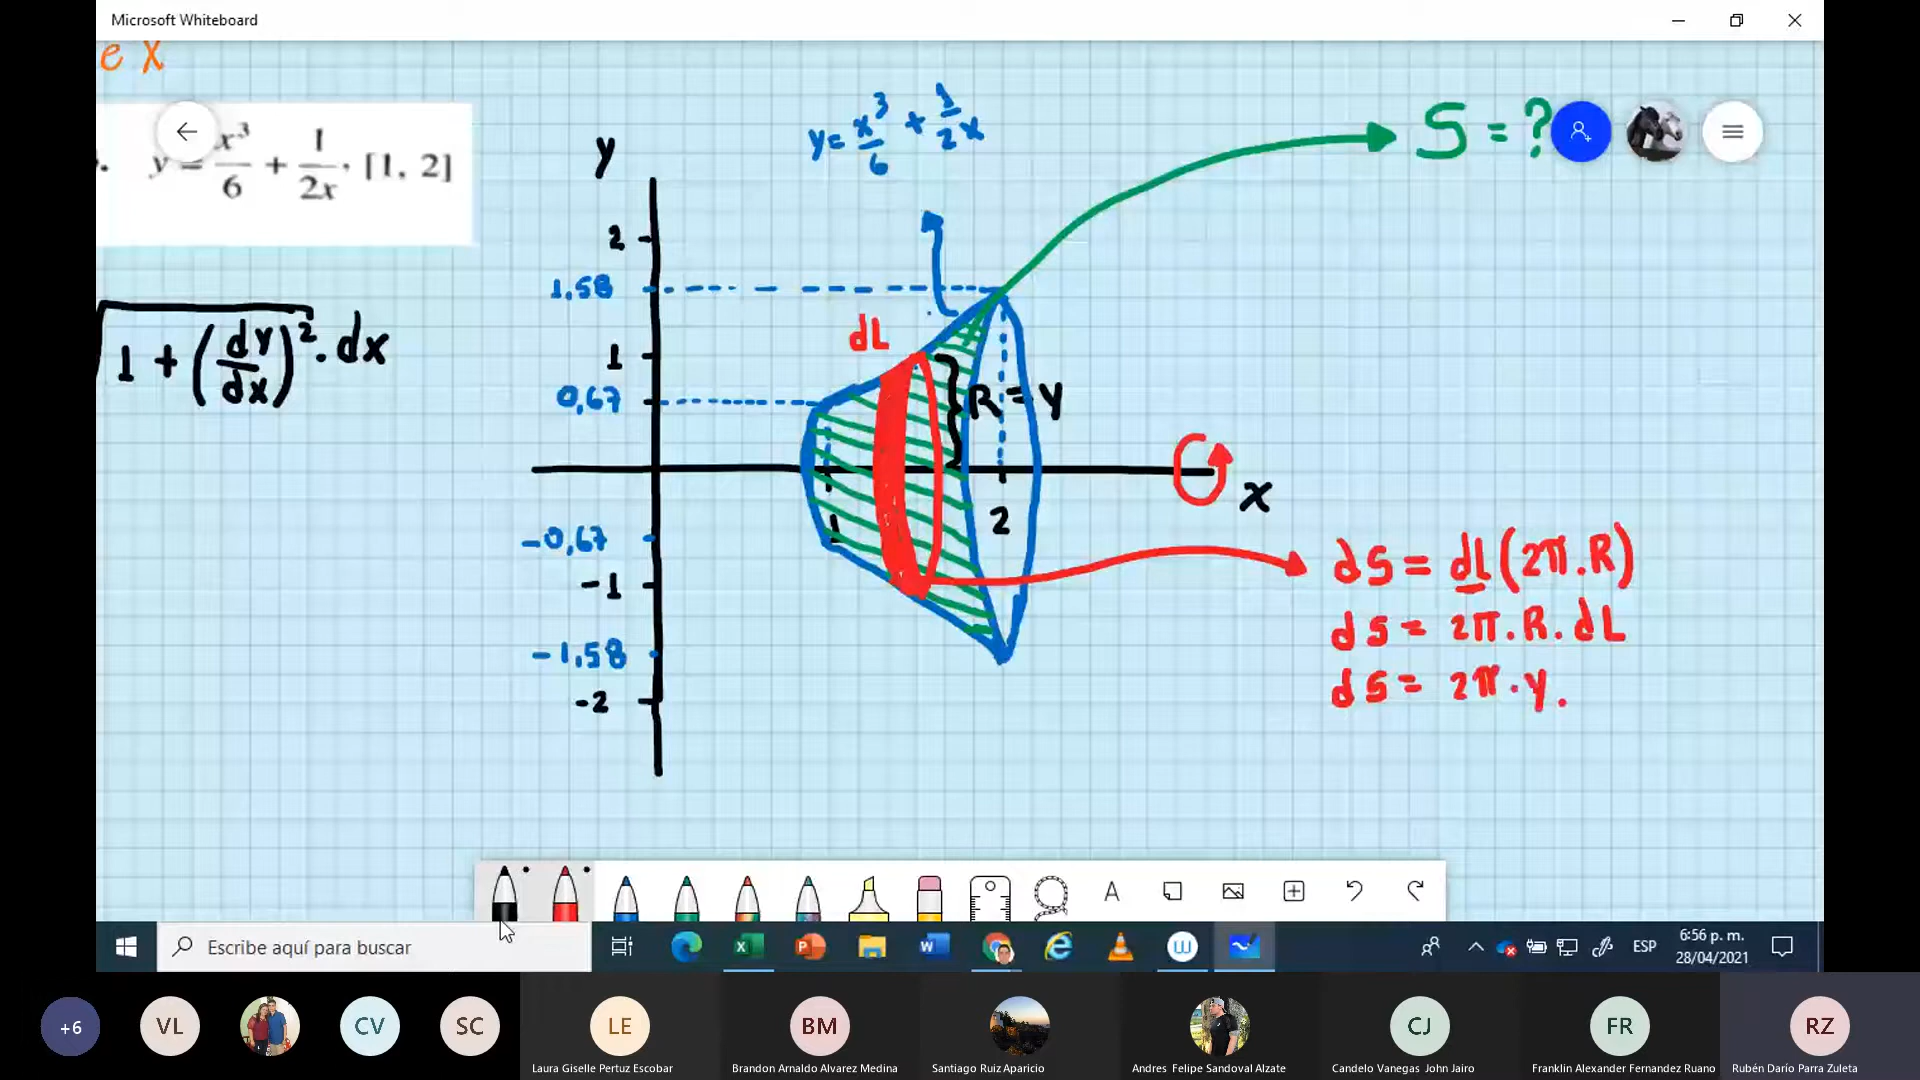 Microsoft Whiteboard
e x
y = x³/6 + 1/2x, [1, 2]
√1 + (dy/dx)² . dx
y = x³/6 + 1/2x
S = ?
y
2
1,58
1
0,67
-0,67
-1
-1,58
-2
dL
R = y
1
2
x
dS = dL (2π . R)
dS = 2π . R . dL
dS = 2π . y .
A
Escribe aquí para buscar
ESP
6:56 p. m.
28/04/2021
+6
VL
CV
SC
LE
BM
CJ
FR
RZ
Laura Giselle Pertuz Escobar
Brandon Arnaldo Alvarez Medina
Santiago Ruiz Aparicio
Andres Felipe Sandoval Alzate
Candelo Vanegas John Jairo
Franklin Alexander Fernandez Ruano
Rubén Darío Parra Zuleta